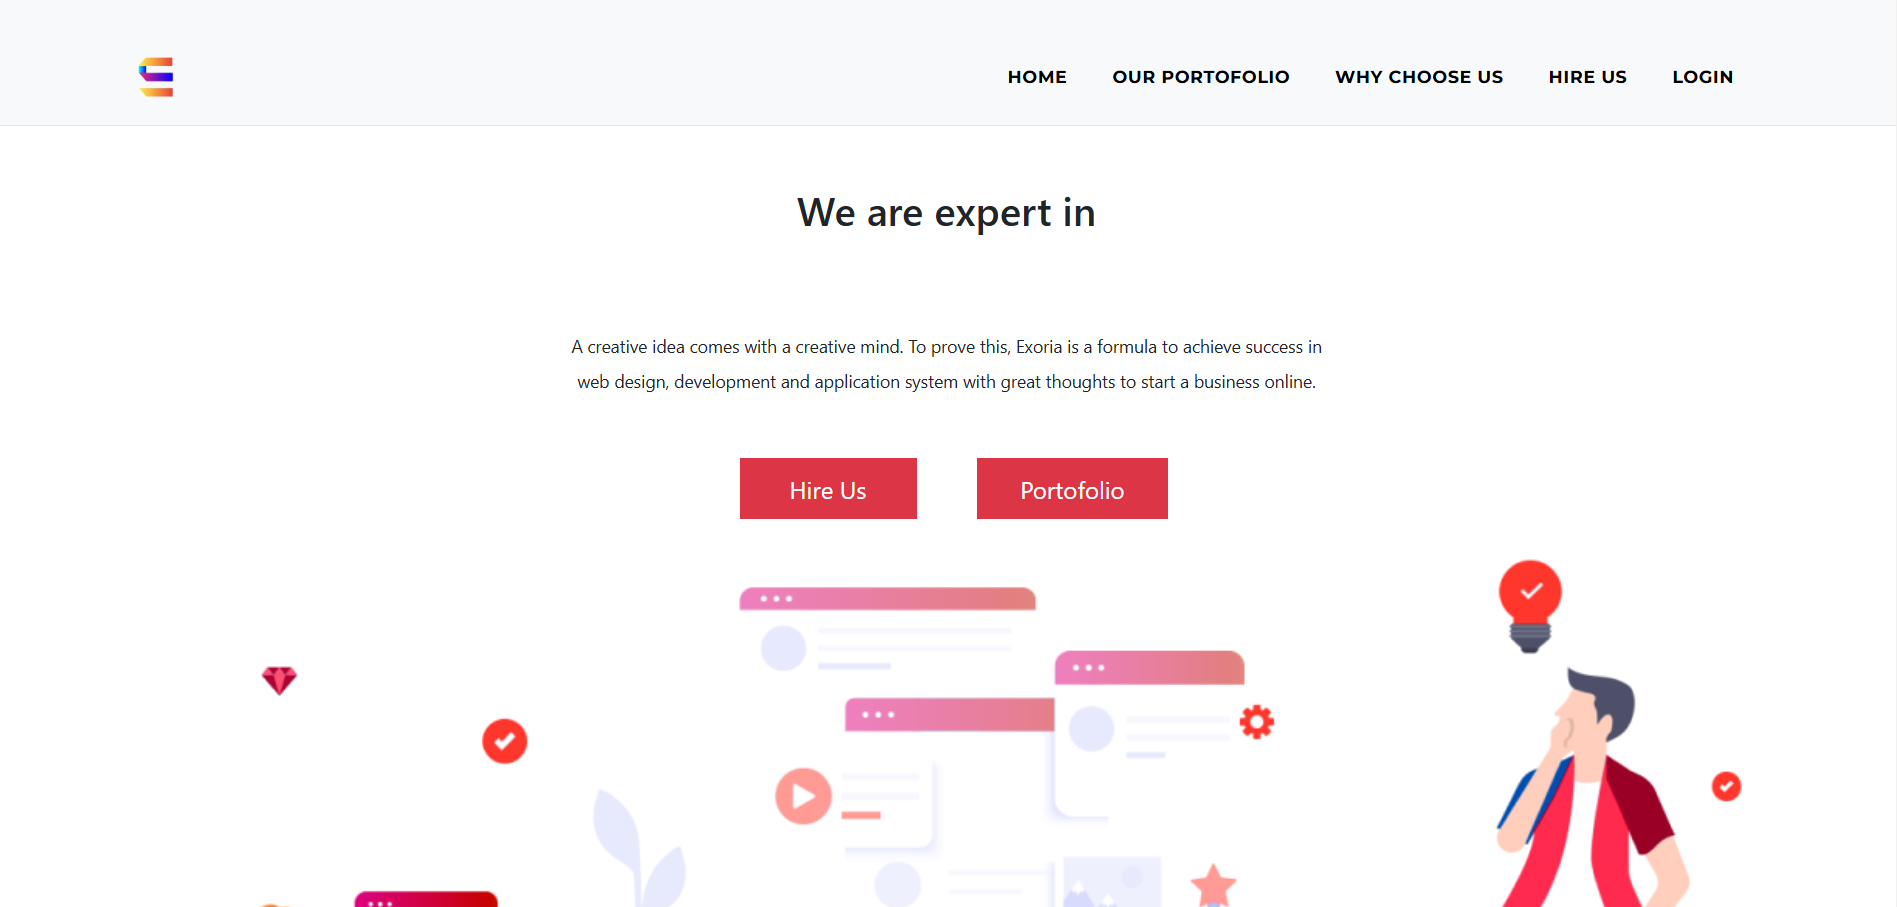 HOME OUR PORTOFOLIO WHY CHOOSE US HIRE US LOGIN
We are expert in
A creative idea comes with a creative mind. To prove this, Exoria is a formula to achieve success in
web design, development and application system with great thoughts to start a business online.
Hire Us Portofolio